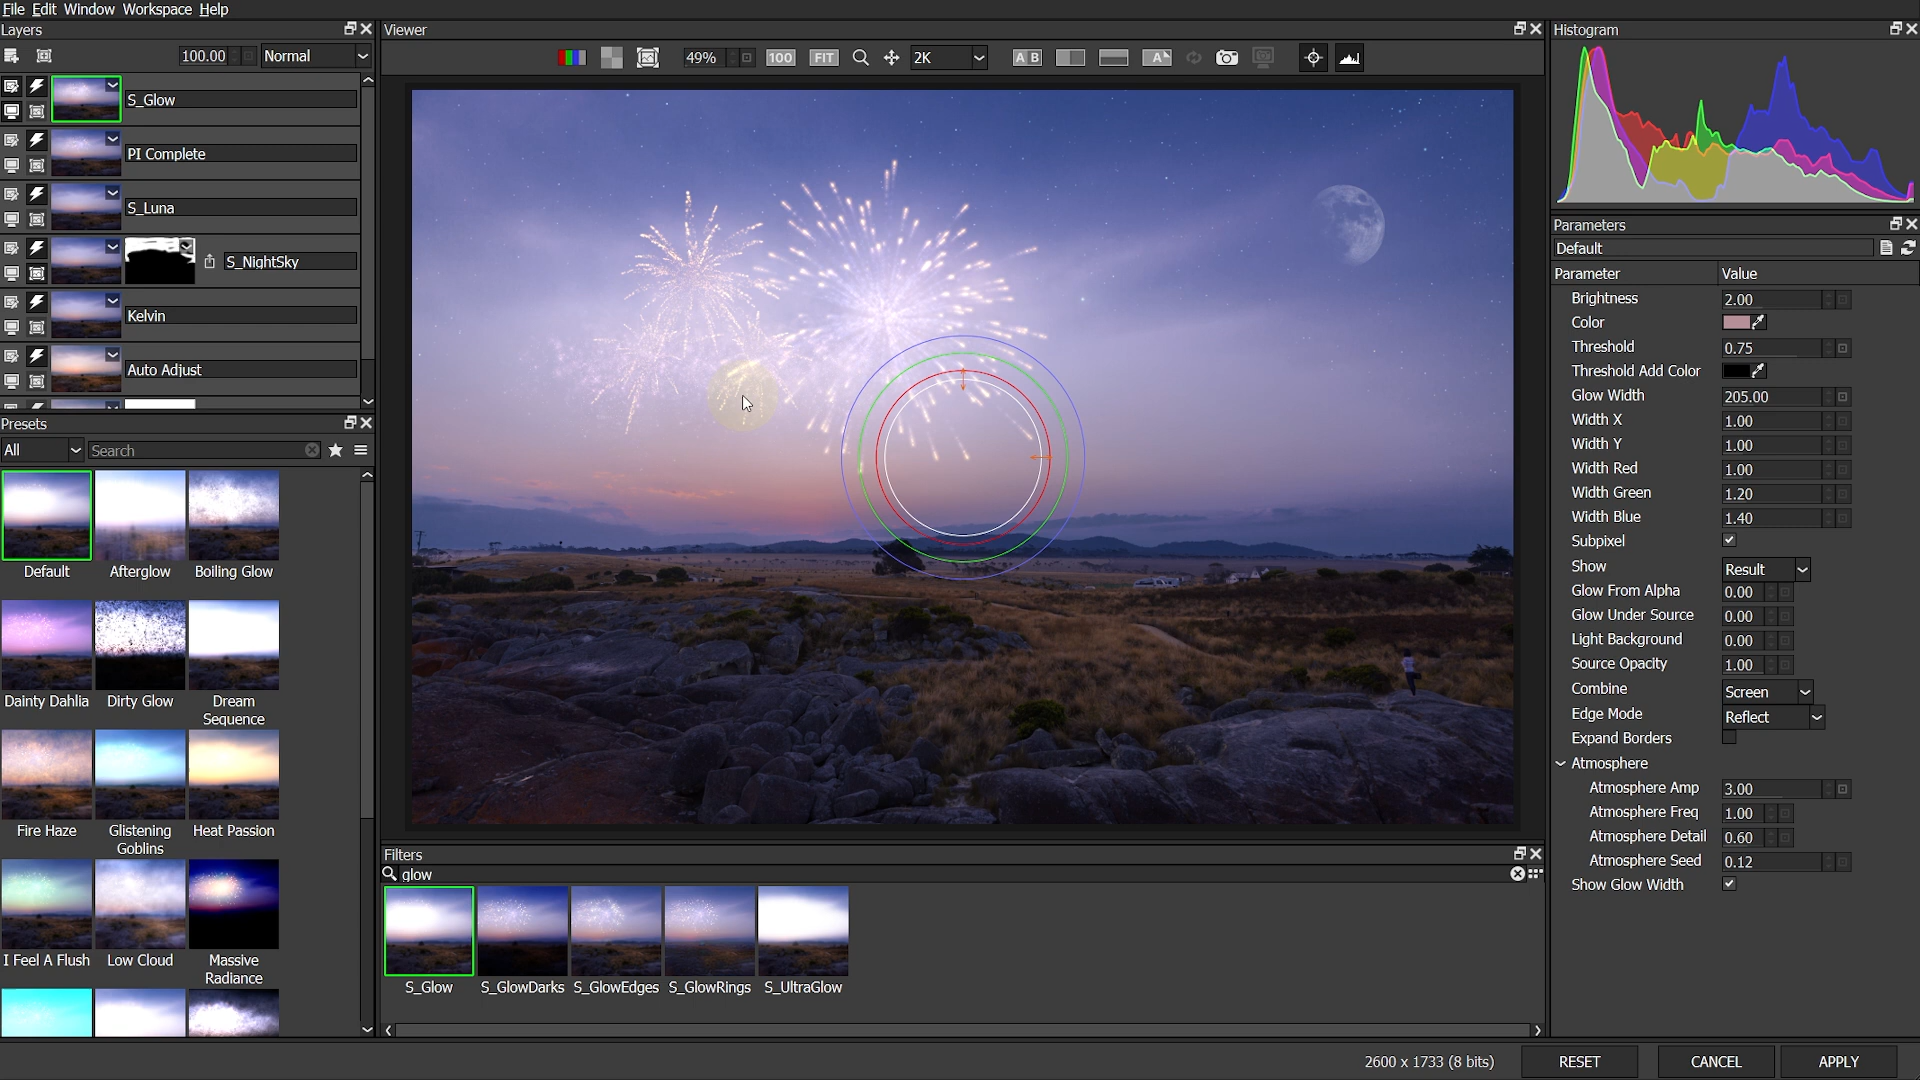 File Edit Window Workspace Help
Layers
100.00 Normal
S_Glow
PI Complete
S_Luna
S_NightSky
Kelvin
Auto Adjust
Presets
All Search
Default Afterglow Boiling Glow
Dainty Dahlia Dirty Glow Dream Sequence
Fire Haze Glistening Goblins Heat Passion
I Feel A Flush Low Cloud Massive Radiance
Viewer
49% 100 FIT 2K A B A
Filters
glow
S_Glow S_GlowDarks S_GlowEdges S_GlowRings S_UltraGlow
Histogram
Parameters
Default
Parameter Value
Brightness 2.00
Color
Threshold 0.75
Threshold Add Color
Glow Width 205.00
Width X 1.00
Width Y 1.00
Width Red 1.00
Width Green 1.20
Width Blue 1.40
Subpixel
Show Result
Glow From Alpha 0.00
Glow Under Source 0.00
Light Background 0.00
Source Opacity 1.00
Combine Screen
Edge Mode Reflect
Expand Borders
Atmosphere
Atmosphere Amp 3.00
Atmosphere Freq 1.00
Atmosphere Detail 0.60
Atmosphere Seed 0.12
Show Glow Width
2600 x 1733 (8 bits) RESET CANCEL APPLY